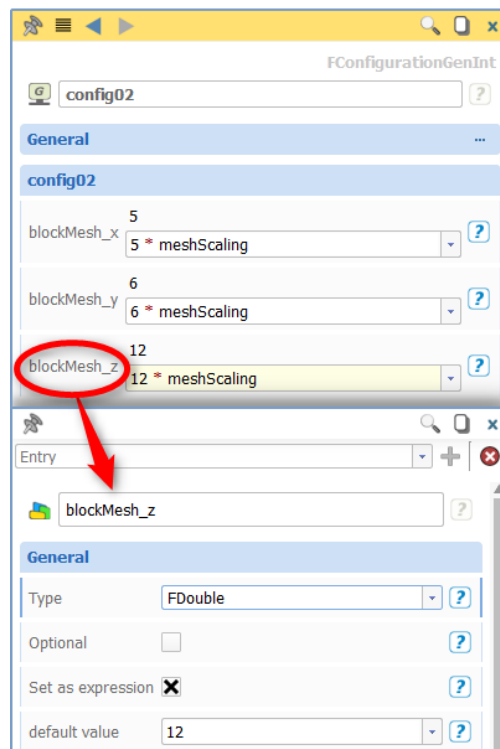 FConfigurationGenInt
G config02 ?
General ...
config02
5
blockMesh_x 5 * meshScaling ?
6
blockMesh_y 6 * meshScaling ?
12
blockMesh_z 12 * meshScaling ?
Entry
blockMesh_z ?
General
Type FDouble ?
Optional ?
Set as expression ?
default value 12 ?